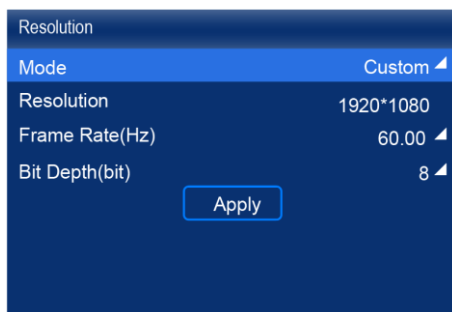 Resolution
Mode Custom
Resolution 1920*1080
Frame Rate(Hz) 60.00
Bit Depth(bit) 8
Apply